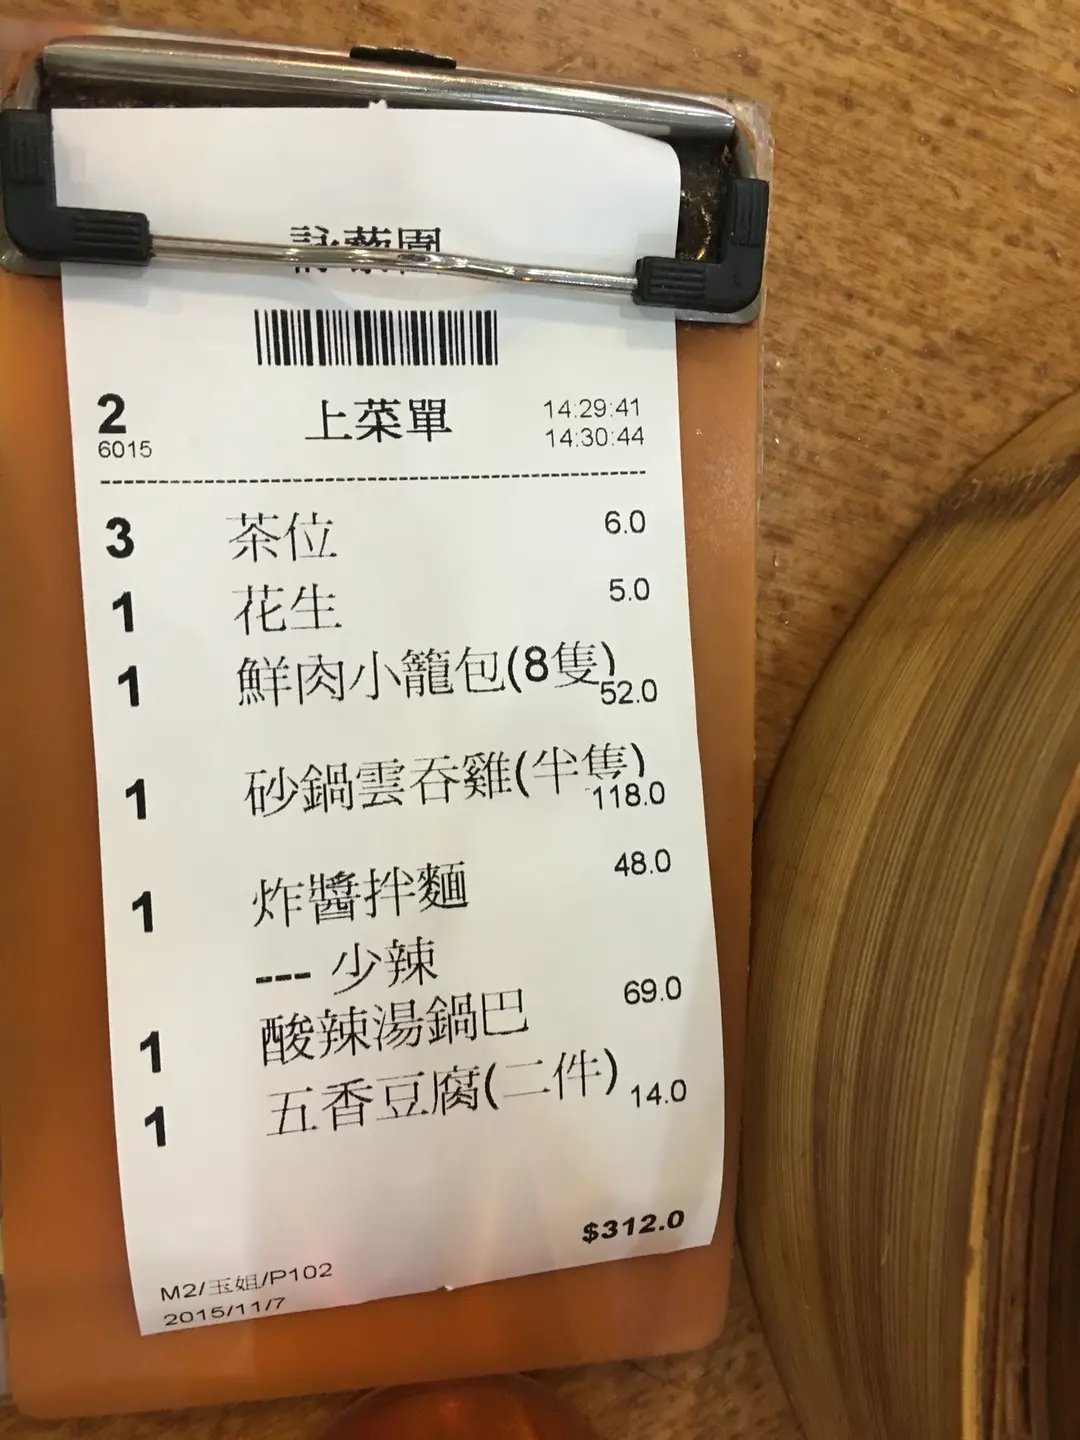 2 上菜單 14:29:41
6015 14:30:44
3 茶位 6.0
1 花生 5.0
1 鮮肉小籠包(8隻) 52.0
1 砂鍋雲吞雞(半隻) 118.0
1 炸醬拌麵 48.0
--- 少辣
1 酸辣湯鍋巴 69.0
1 五香豆腐(二件) 14.0
$312.0
M2/玉姐/P102
2015/11/7